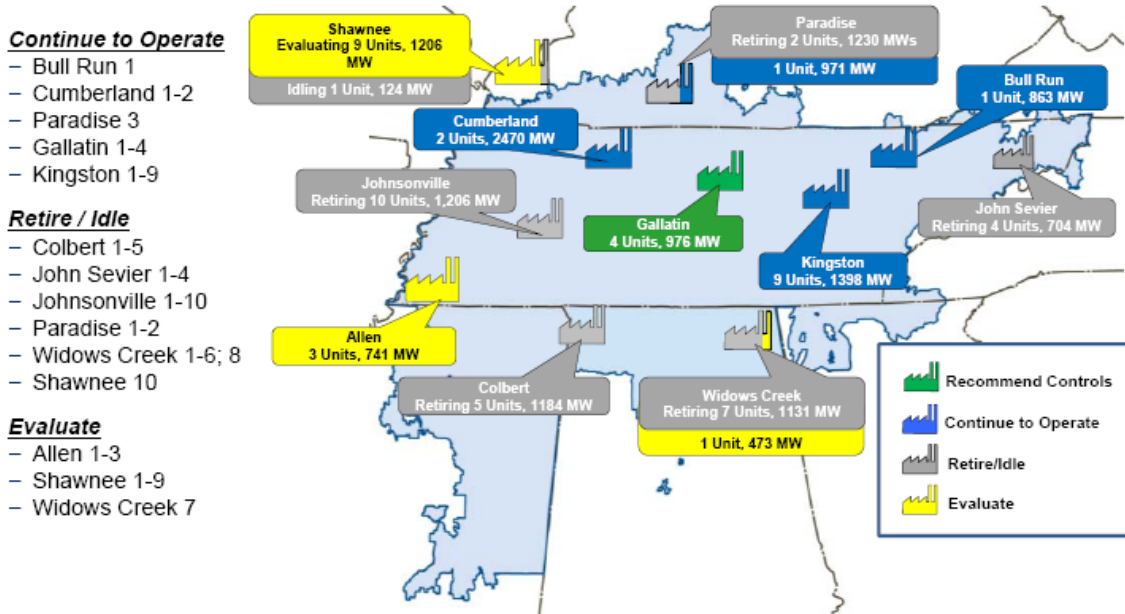 Continue to Operate
– Bull Run 1
– Cumberland 1-2
– Paradise 3
– Gallatin 1-4
– Kingston 1-9
Retire / Idle
– Colbert 1-5
– John Sevier 1-4
– Johnsonville 1-10
– Paradise 1-2
– Widows Creek 1-6; 8
– Shawnee 10
Evaluate
– Allen 1-3
– Shawnee 1-9
– Widows Creek 7
Shawnee
Evaluating 9 Units, 1206
MW
Idling 1 Unit, 124 MW
Paradise
Retiring 2 Units, 1230 MWs
1 Unit, 971 MW
Bull Run
1 Unit, 863 MW
Cumberland
2 Units, 2470 MW
Johnsonville
Retiring 10 Units, 1,206 MW
Gallatin
4 Units, 976 MW
John Sevier
Retiring 4 Units, 704 MW
Kingston
9 Units, 1398 MW
Allen
3 Units, 741 MW
Colbert
Retiring 5 Units, 1184 MW
Widows Creek
Retiring 7 Units, 1131 MW
1 Unit, 473 MW
Recommend Controls
Continue to Operate
Retire/Idle
Evaluate